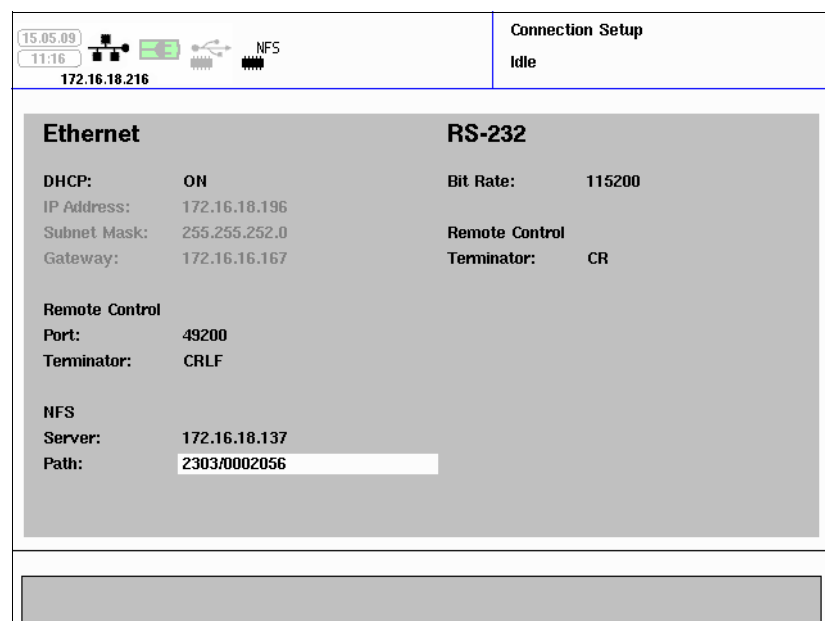 15.05.09
11:16
172.16.18.216
NFS
Connection Setup
Idle
Ethernet
DHCP: ON
IP Address: 172.16.18.196
Subnet Mask: 255.255.252.0
Gateway: 172.16.16.167
Remote Control
Port: 49200
Terminator: CRLF
NFS
Server: 172.16.18.137
Path: 2303/0002056
RS-232
Bit Rate: 115200
Remote Control
Terminator: CR